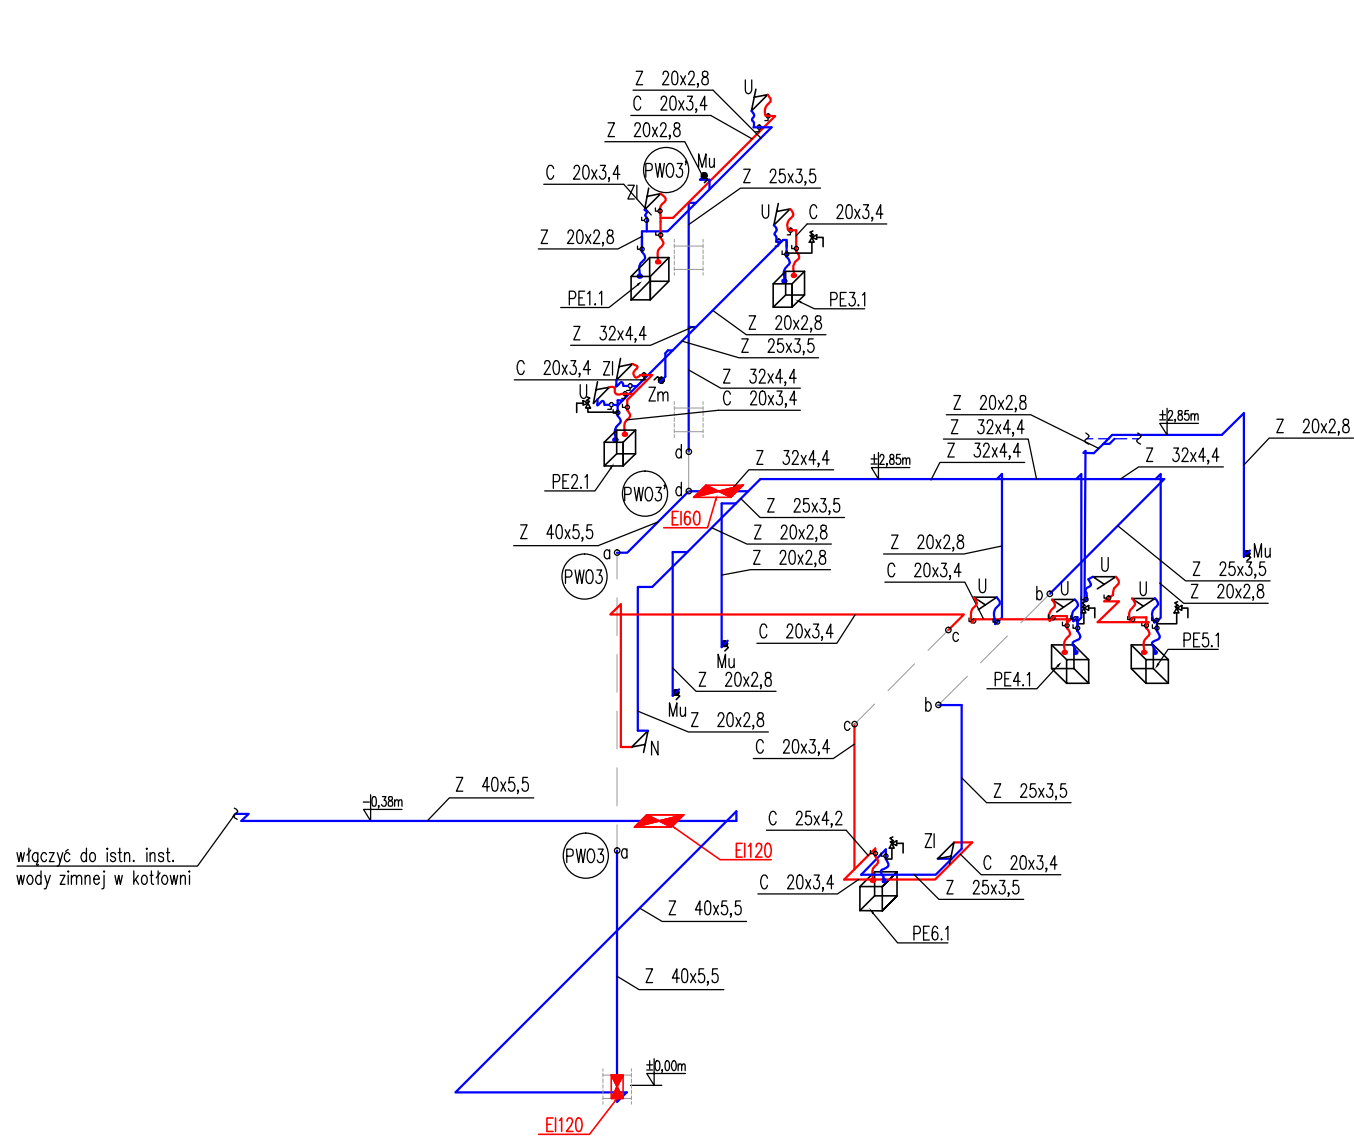 Z 20x2,8
U
C 20x3,4
Z 20x2,8
PWO3'
Mu
C 20x3,4
Zl
Z 25x3,5
U
C 20x3,4
Z 20x2,8
PE1.1
PE3.1
Z 20x2,8
Z 32x4,4
Z 25x3,5
C 20x3,4
Zl
Z 32x4,4
U
Zm
C 20x3,4
Z 20x2,8
±2,85m
Z 20x2,8
Z 32x4,4
d
Z 32x4,4
Z 32x4,4
±2,85m
Z 32x4,4
PE2.1
PWO3'
d
EI60
Z 25x3,5
Z 40x5,5
Z 20x2,8
a
Z 20x2,8
Z 20x2,8
Mu
PWO3
C 20x3,4
U
U
Z 25x3,5
b
U
U
Z 20x2,8
C 20x3,4
c
PE5.1
Mu
PE4.1
Z 20x2,8
Mu
b
Z 20x2,8
c
N
C 20x3,4
Z 40x5,5
Z 25x3,5
-0,38m
C 25x4,2
włączyć do istn. inst.
wody zimnej w kotłowni
PWO3
a
EI120
Zl
C 20x3,4
C 20x3,4
Z 25x3,5
Z 40x5,5
PE6.1
Z 40x5,5
±0,00m
EI120